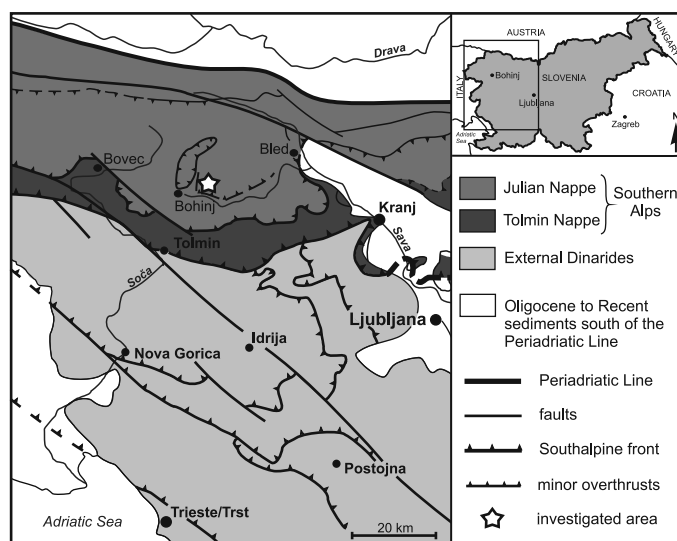 Drava
Bovec
Bled
Bohinj
Kranj
Tolmin
Sava
Soča
Ljubljana
Idrija
Nova Gorica
Postojna
Adriatic Sea
Trieste/Trst
20 km
AUSTRIA
HUNGARY
Bohinj
ITALY
SLOVENIA
Ljubljana
CROATIA
Zagreb
Adriatic
Sea
N
Julian Nappe
Southern
Alps
Tolmin Nappe
External Dinarides
Oligocene to Recent
sediments south of the
Periadriatic Line
Periadriatic Line
faults
Southalpine front
minor overthrusts
investigated area